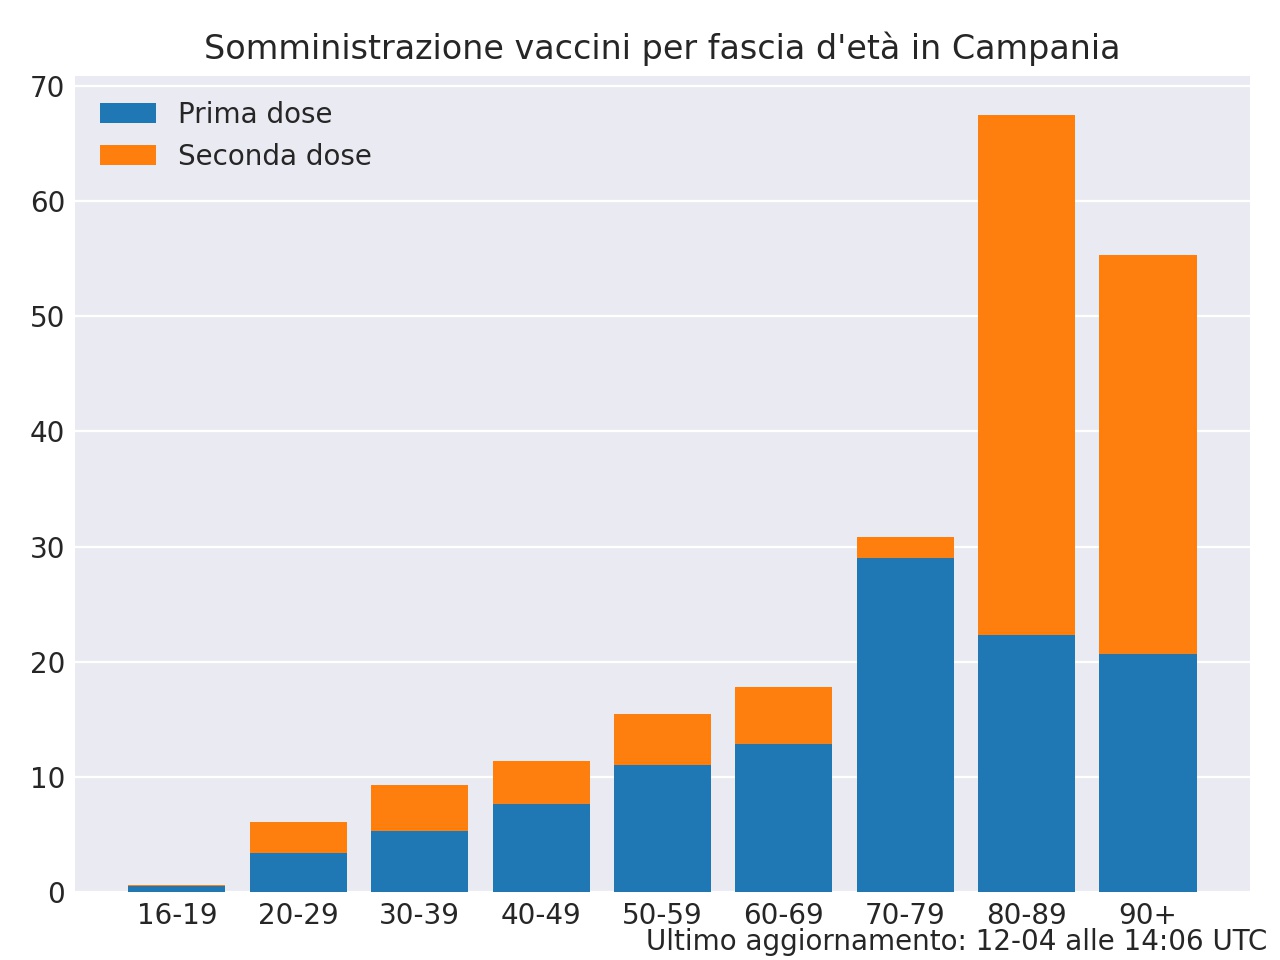 Somministrazione vaccini per fascia d'età in Campania
70
Prima dose
Seconda dose
60
50
40
30
20
10
0
16-19 20-29 30-39 40-49 50-59 60-69 70-79 80-89 90+
Ultimo aggiornamento: 12-04 alle 14:06 UTC